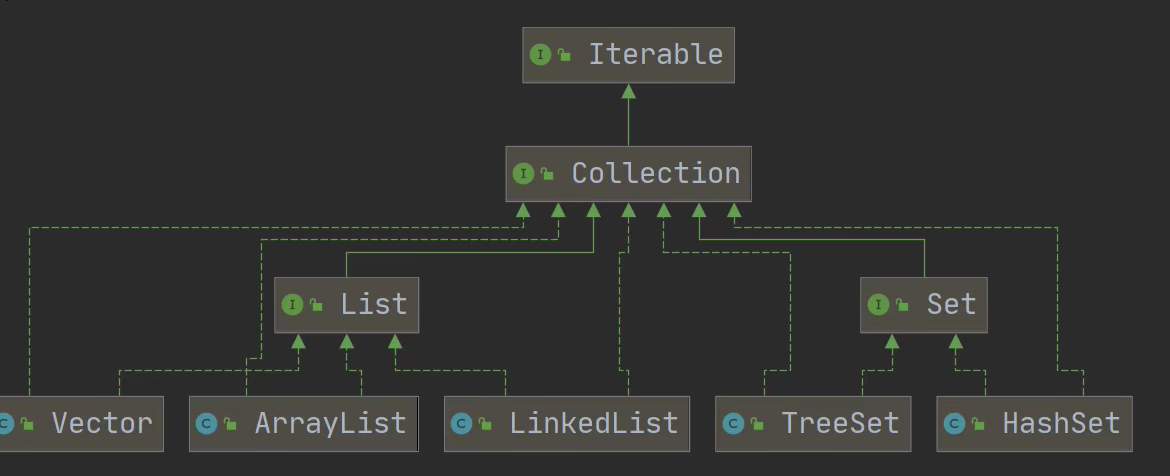 Iterable
Collection
List
Set
Vector
ArrayList
LinkedList
TreeSet
HashSet